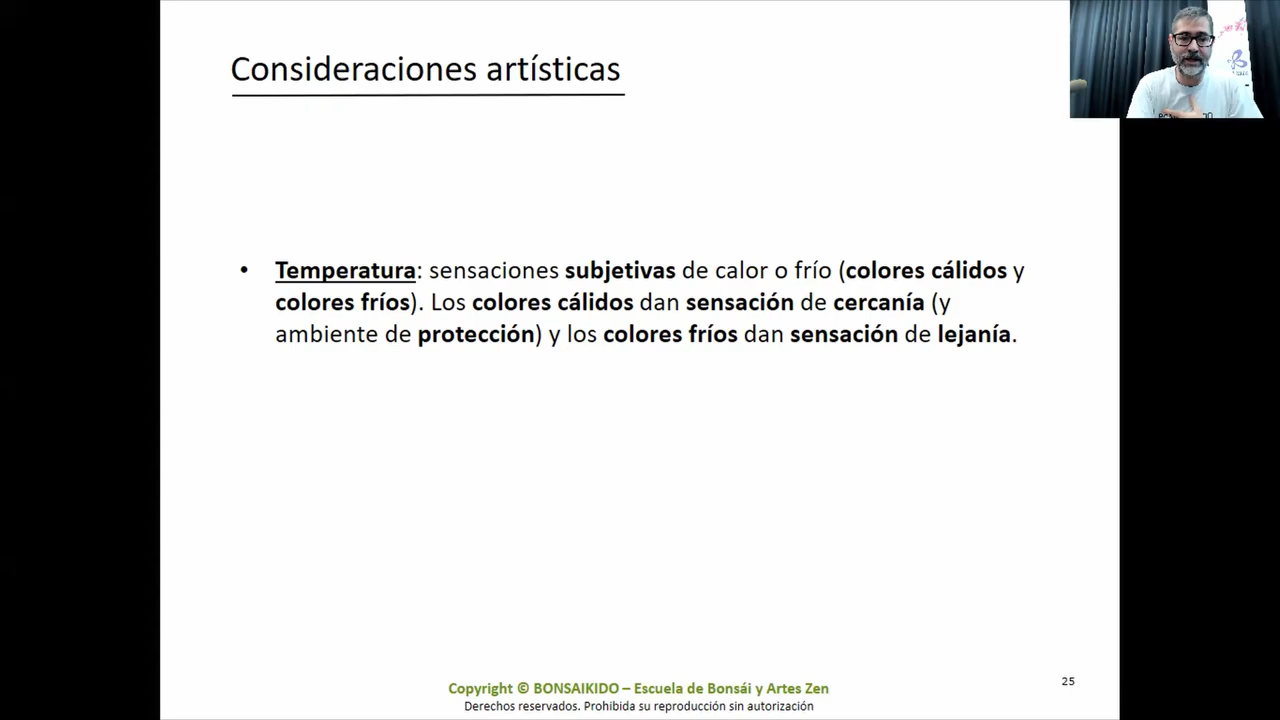 Consideraciones artísticas
• Temperatura: sensaciones subjetivas de calor o frío (colores cálidos y
colores fríos). Los colores cálidos dan sensación de cercanía (y
ambiente de protección) y los colores fríos dan sensación de lejanía.
25
Copyright © BONSAIKIDO – Escuela de Bonsái y Artes Zen
Derechos reservados. Prohibida su reproducción sin autorización